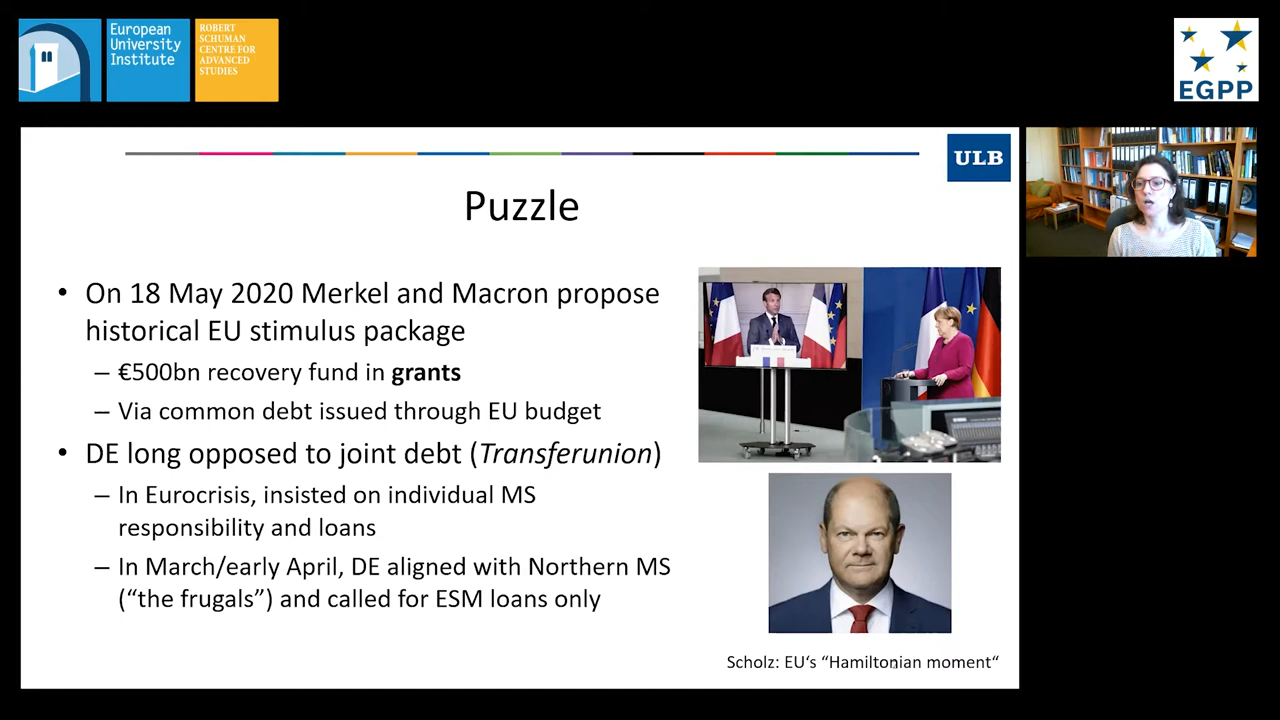 European
University
Institute
ROBERT
SCHUMAN
CENTRE FOR
ADVANCED
STUDIES
EGPP
ULB
Puzzle
• On 18 May 2020 Merkel and Macron propose
historical EU stimulus package
– €500bn recovery fund in grants
– Via common debt issued through EU budget
• DE long opposed to joint debt (Transferunion)
– In Eurocrisis, insisted on individual MS
responsibility and loans
– In March/early April, DE aligned with Northern MS
(“the frugals”) and called for ESM loans only
Scholz: EU‘s “Hamiltonian moment“